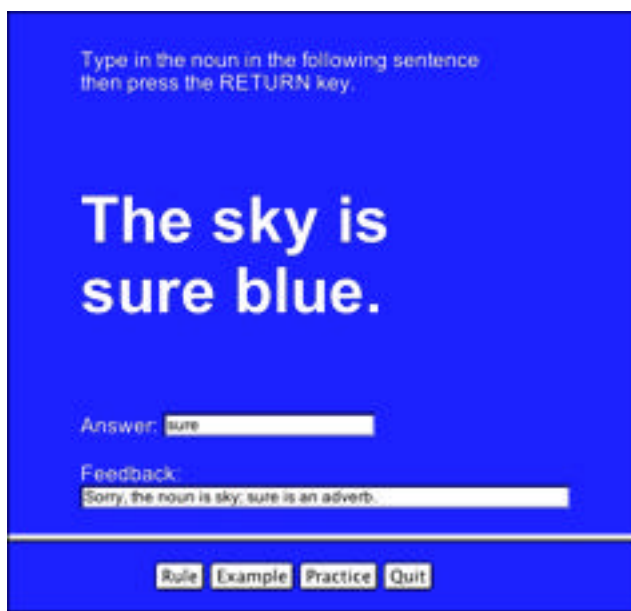 Type in the noun in the following sentence
then press the RETURN key.
The sky is
sure blue.
Answer: sure
Feedback:
Sorry, the noun is sky; sure is an adverb.
Rule Example Practice Quit